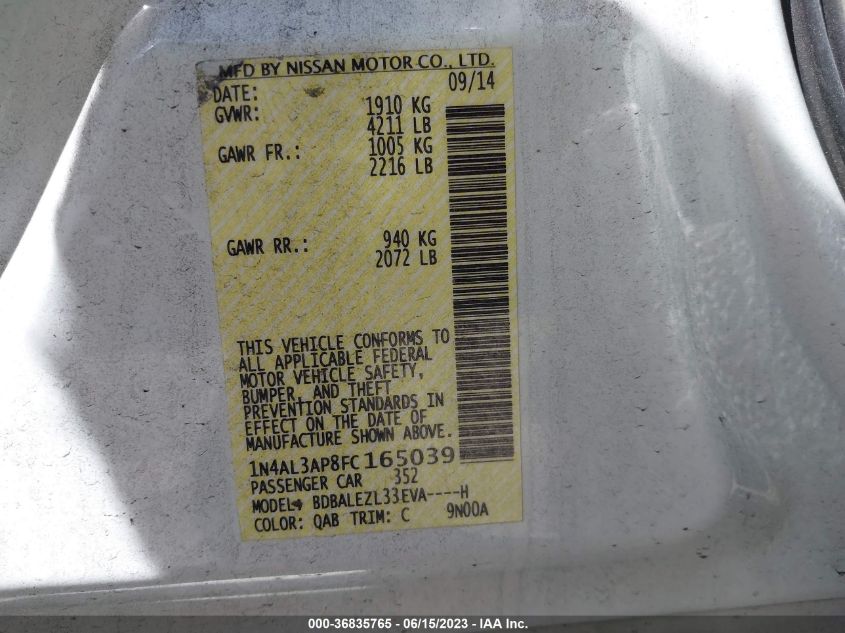 MFD BY NISSAN MOTOR CO., LTD.
DATE: 09/14
GVWR: 1910 KG
4211 LB
GAWR FR.: 1005 KG
2216 LB
GAWR RR.: 940 KG
2072 LB
THIS VEHICLE CONFORMS TO
ALL APPLICABLE FEDERAL
MOTOR VEHICLE SAFETY,
BUMPER, AND THEFT
PREVENTION STANDARDS IN
EFFECT ON THE DATE OF
MANUFACTURE SHOWN ABOVE.
1N4AL3AP8FC165039
PASSENGER CAR 352
MODEL: BDBALEZL33EVA----H
COLOR: QAB TRIM: C 9N00A
000-36835765 - 06/15/2023 - IAA Inc.